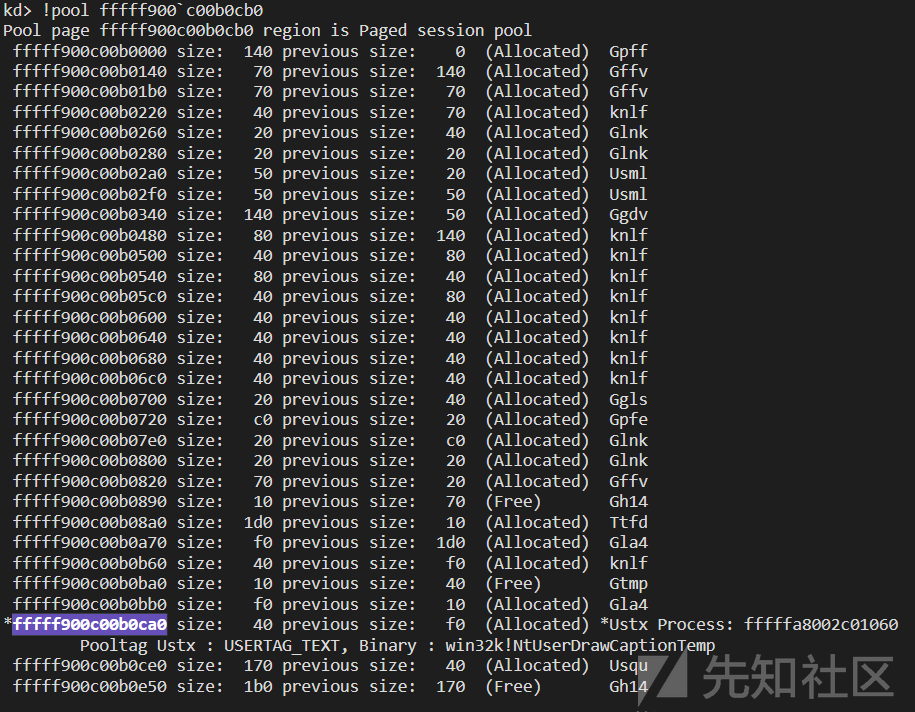 kd> !pool fffff900`c00b0cb0
Pool page fffff900c00b0cb0 region is Paged session pool
fffff900c00b0000 size: 140 previous size: 0 (Allocated) Gpff
fffff900c00b0140 size: 70 previous size: 140 (Allocated) Gffv
fffff900c00b01b0 size: 70 previous size: 70 (Allocated) Gffv
fffff900c00b0220 size: 40 previous size: 70 (Allocated) knlf
fffff900c00b0260 size: 20 previous size: 40 (Allocated) Glnk
fffff900c00b0280 size: 20 previous size: 20 (Allocated) Glnk
fffff900c00b02a0 size: 50 previous size: 20 (Allocated) Usml
fffff900c00b02f0 size: 50 previous size: 50 (Allocated) Usml
fffff900c00b0340 size: 140 previous size: 50 (Allocated) Ggdv
fffff900c00b0480 size: 80 previous size: 140 (Allocated) knlf
fffff900c00b0500 size: 40 previous size: 80 (Allocated) knlf
fffff900c00b0540 size: 80 previous size: 40 (Allocated) knlf
fffff900c00b05c0 size: 40 previous size: 80 (Allocated) knlf
fffff900c00b0600 size: 40 previous size: 40 (Allocated) knlf
fffff900c00b0640 size: 40 previous size: 40 (Allocated) knlf
fffff900c00b0680 size: 40 previous size: 40 (Allocated) knlf
fffff900c00b06c0 size: 40 previous size: 40 (Allocated) knlf
fffff900c00b0700 size: 20 previous size: 40 (Allocated) Ggls
fffff900c00b0720 size: c0 previous size: 20 (Allocated) Gpfe
fffff900c00b07e0 size: 20 previous size: c0 (Allocated) Glnk
fffff900c00b0800 size: 20 previous size: 20 (Allocated) Glnk
fffff900c00b0820 size: 70 previous size: 20 (Allocated) Gffv
fffff900c00b0890 size: 10 previous size: 70 (Free) Gh14
fffff900c00b08a0 size: 1d0 previous size: 10 (Allocated) Ttfd
fffff900c00b0a70 size: f0 previous size: 1d0 (Allocated) Gla4
fffff900c00b0b60 size: 40 previous size: f0 (Allocated) knlf
fffff900c00b0ba0 size: 10 previous size: 40 (Free) Gtmp
fffff900c00b0bb0 size: f0 previous size: 10 (Allocated) Gla4
*fffff900c00b0ca0 size: 40 previous size: f0 (Allocated) *Ustx Process: fffffa8002c01060
Pooltag Ustx : USERTAG_TEXT, Binary : win32k!NtUserDrawCaptionTemp
fffff900c00b0ce0 size: 170 previous size: 40 (Allocated) Usqu
fffff900c00b0e50 size: 1b0 previous size: 170 (Free) Gh14
先知社区